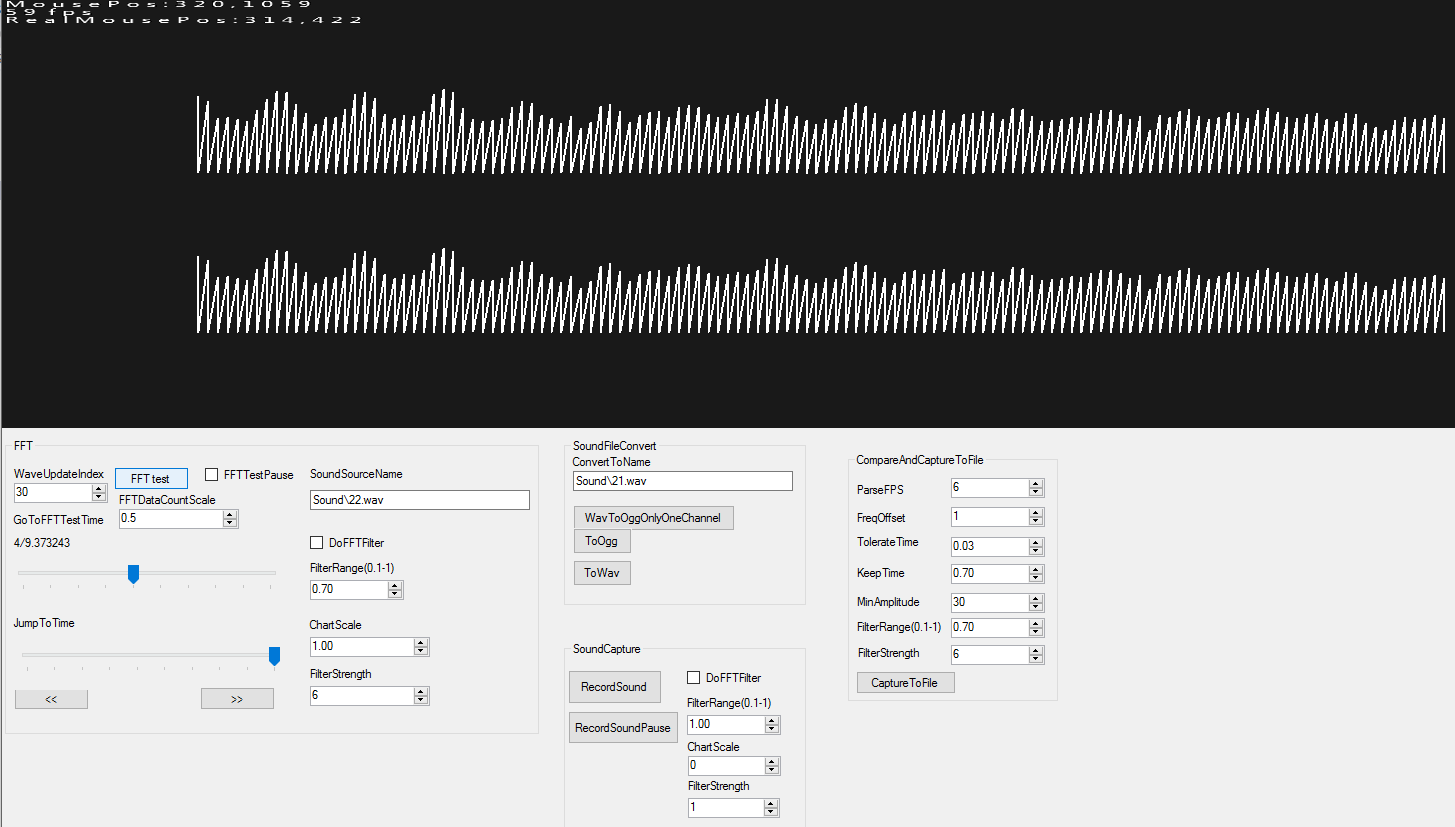 MousePos:320,1059
59 fps
RealMousePos:314,422
FFT
WaveUpdateIndex
30
FFT test
FFTTestPause
SoundSourceName
Sound\22.wav
FFTDataCountScale
0.5
GoToFFTTestTime
4/9.373243
DoFFTFilter
FilterRange(0.1-1)
0.70
JumpToTime
ChartScale
1.00
FilterStrength
6
<<
>>
SoundFileConvert
ConvertToName
Sound\21.wav
WavToOggOnlyOneChannel
ToOgg
ToWav
SoundCapture
RecordSound
RecordSoundPause
DoFFTFilter
FilterRange(0.1-1)
1.00
ChartScale
0
FilterStrength
1
CompareAndCaptureToFile
ParseFPS
6
FreqOffset
1
TolerateTime
0.03
KeepTime
0.70
MinAmplitude
30
FilterRange(0.1-1)
0.70
FilterStrength
6
CaptureToFile